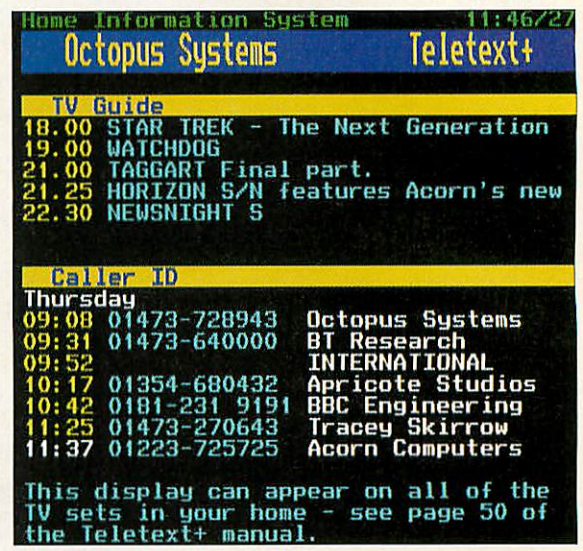 Home Information System 11:46/27
Octopus Systems Teletext+
TV Guide
18.00 STAR TREK - The Next Generation
19.00 WATCHDOG
21.00 TAGGART Final part.
21.25 HORIZON S/N features Acorn's new
22.30 NEWSNIGHT S
Caller ID
Thursday
09:08 01473-728943 Octopus Systems
09:31 01473-640000 BT Research
09:52 INTERNATIONAL
10:17 01354-680432 Apricote Studios
10:42 0181-231 9191 BBC Engineering
11:25 01473-270643 Tracey Skirrow
11:37 01223-725725 Acorn Computers
This display can appear on all of the
TV sets in your home - see page 50 of
the Teletext+ manual.